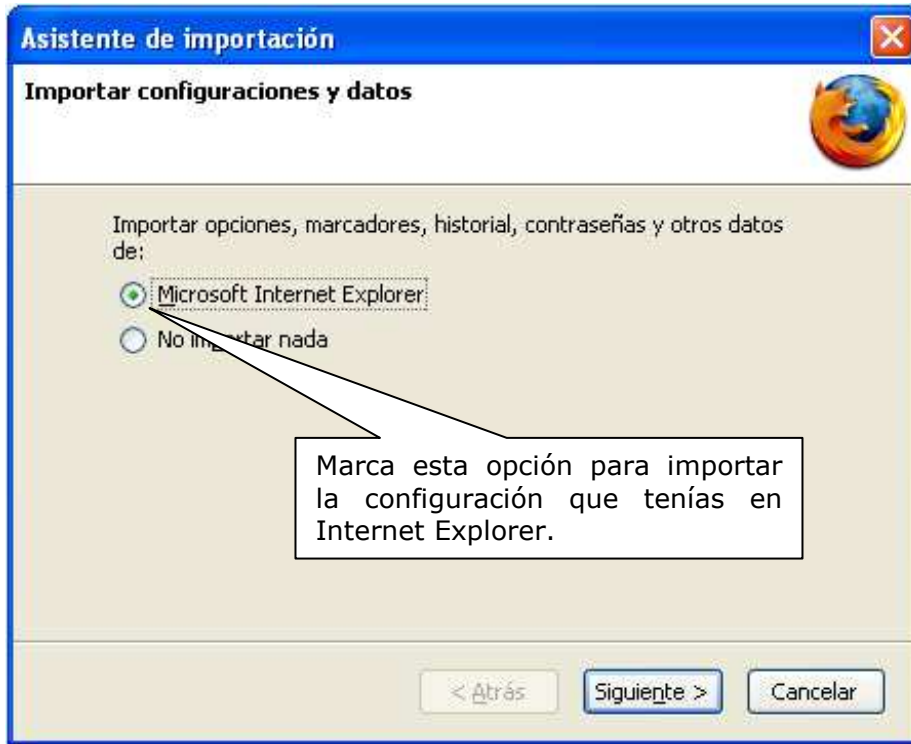 Asistente de importación
Importar configuraciones y datos
Importar opciones, marcadores, historial, contraseñas y otros datos
de:
Microsoft Internet Explorer
No importar nada
Marca esta opción para importar
la configuración que tenías en
Internet Explorer.
< Atrás
Siguiente >
Cancelar